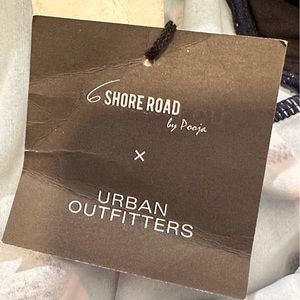 6 SHORE ROAD
by Pooja
×
URBAN
OUTFITTERS